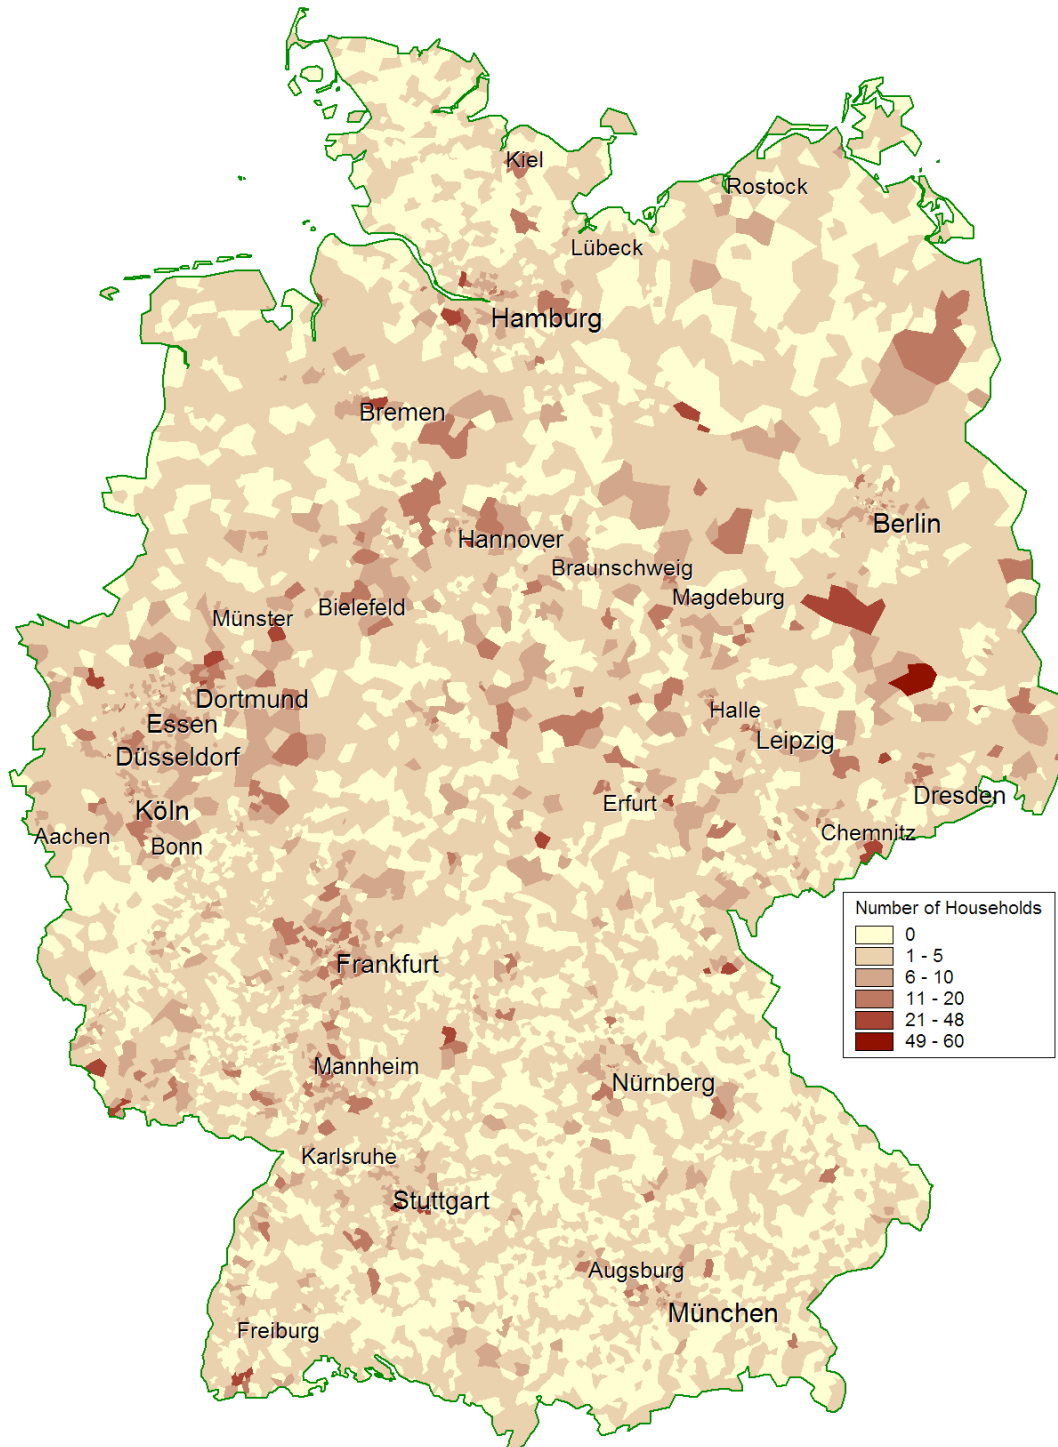 Kiel
Rostock
Lübeck
Hamburg
Bremen
Berlin
Hannover
Braunschweig
Magdeburg
Bielefeld
Münster
Dortmund
Halle
Essen
Leipzig
Düsseldorf
Dresden
Erfurt
Köln
Chemnitz
Aachen
Bonn
Number of Households
0
1 - 5
6 - 10
11 - 20
21 - 48
49 - 60
Frankfurt
Mannheim
Nürnberg
Karlsruhe
Stuttgart
Augsburg
München
Freiburg